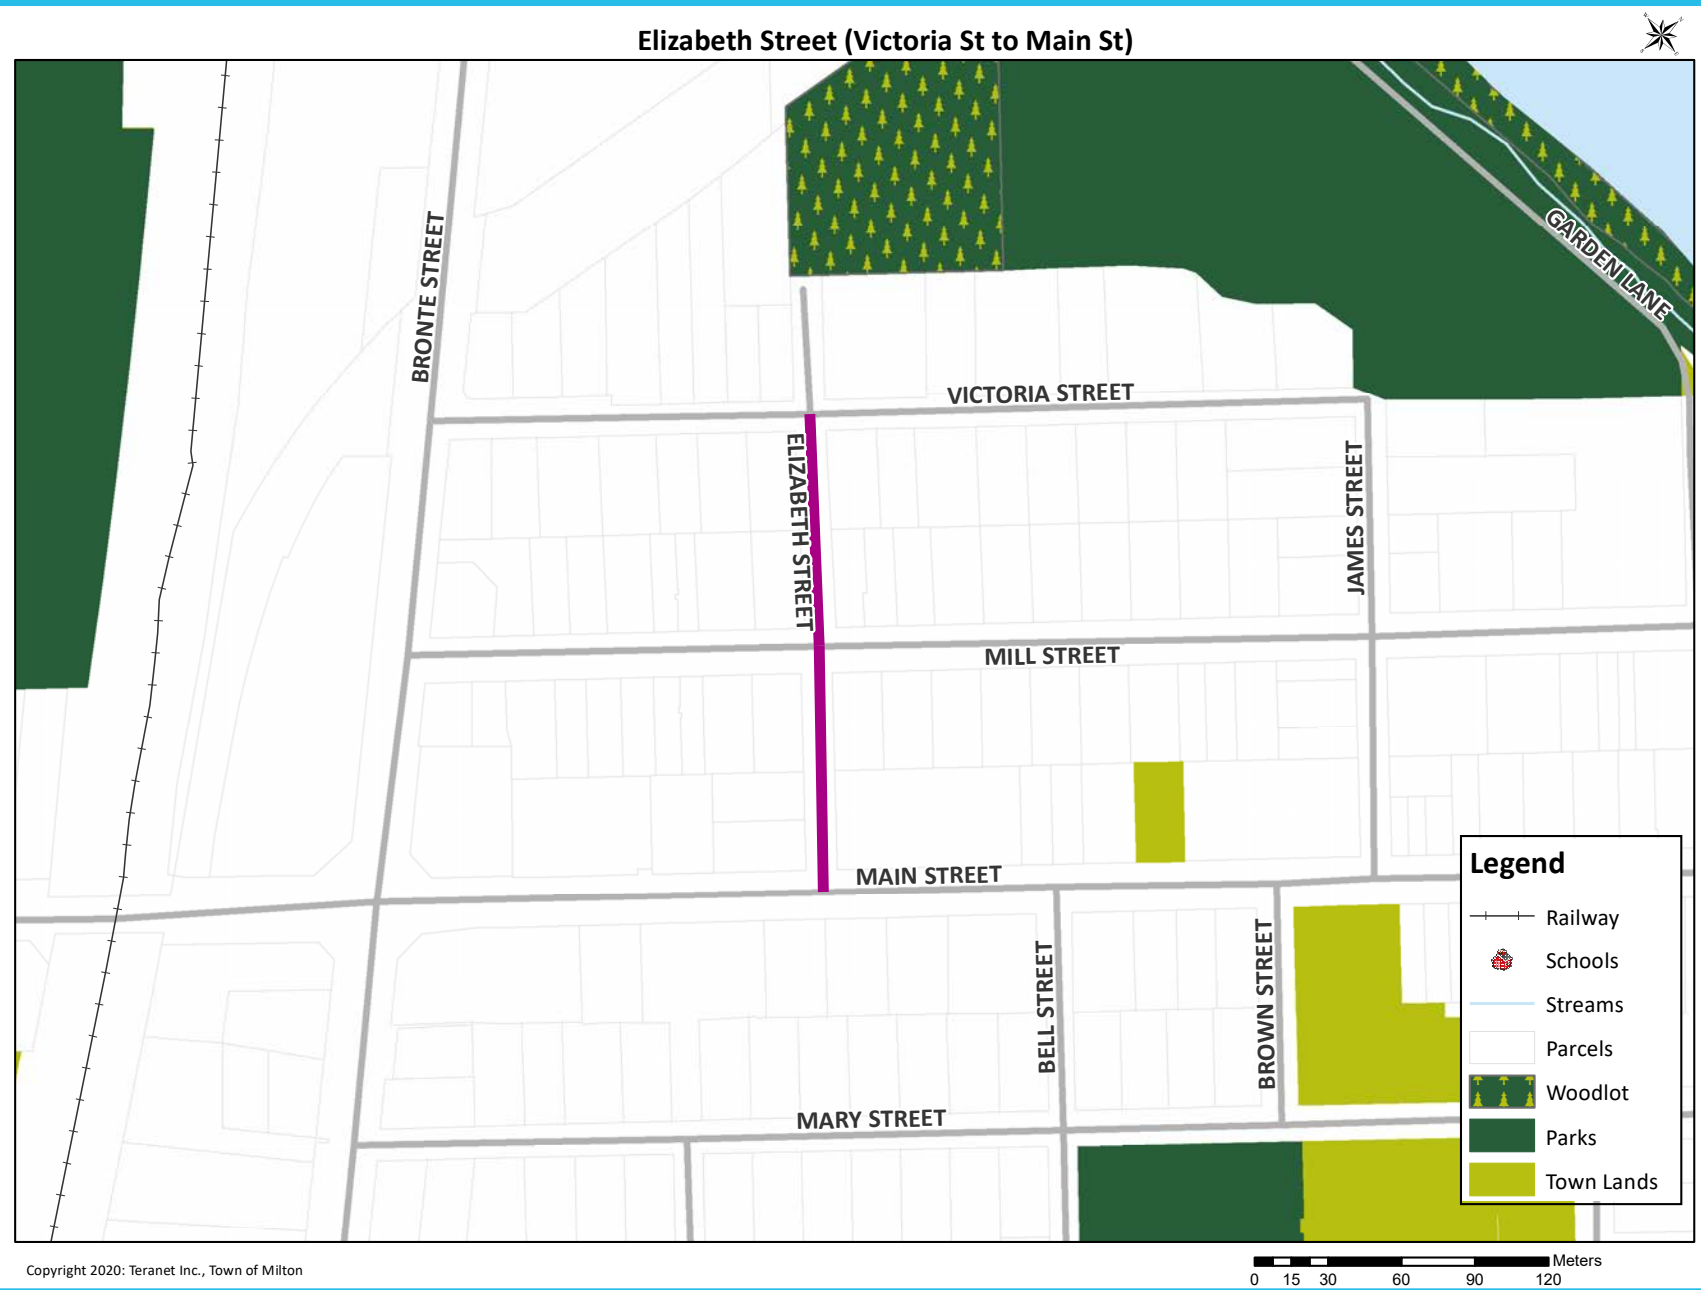 Elizabeth Street (Victoria St to Main St)
BRONTE STREET
GARDEN LANE
VICTORIA STREET
ELIZABETH STREET
JAMES STREET
MILL STREET
MAIN STREET
BELL STREET
BROWN STREET
MARY STREET
Legend
Railway
Schools
Streams
Parcels
Woodlot
Parks
Town Lands
Copyright 2020: Teranet Inc., Town of Milton
Meters
0 15 30 60 90 120